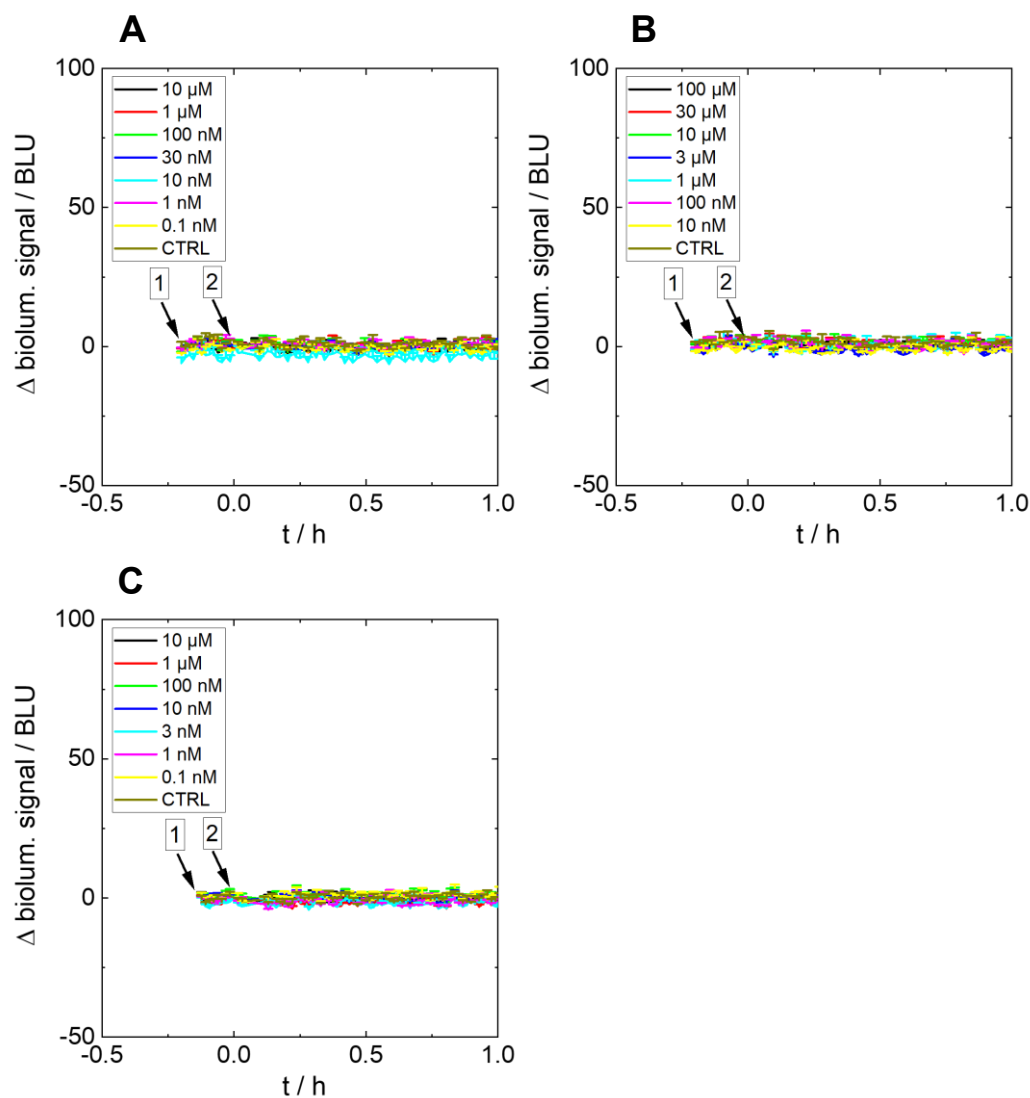 A
100
50
0
-50
Δ biolum. signal / BLU
10 µM
1 µM
100 nM
30 nM
10 nM
1 nM
0.1 nM
CTRL
1
2
-0.5
0.0
0.5
1.0
t / h
B
100
50
0
-50
Δ biolum. signal / BLU
100 µM
30 µM
10 µM
3 µM
1 µM
100 nM
10 nM
CTRL
1
2
-0.5
0.0
0.5
1.0
t / h
C
100
50
0
-50
Δ biolum. signal / BLU
10 µM
1 µM
100 nM
10 nM
3 nM
1 nM
0.1 nM
CTRL
1
2
-0.5
0.0
0.5
1.0
t / h